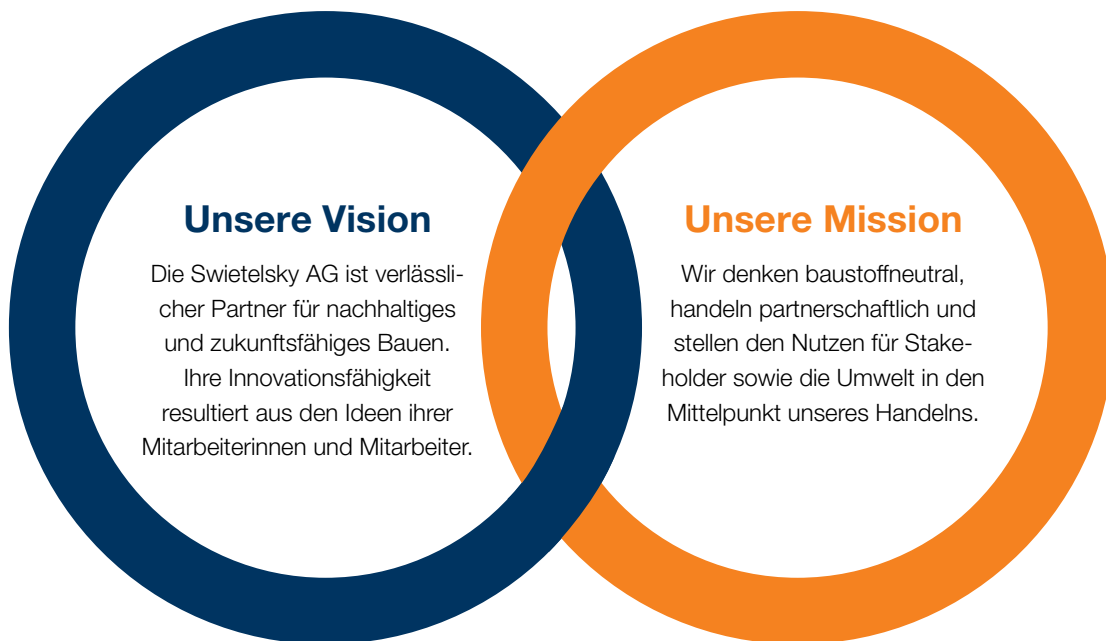 Unsere Vision
Die Swietelsky AG ist verlässli-
cher Partner für nachhaltiges
und zukunftsfähiges Bauen.
Ihre Innovationsfähigkeit
resultiert aus den Ideen ihrer
Mitarbeiterinnen und Mitarbeiter.
Unsere Mission
Wir denken baustoffneutral,
handeln partnerschaftlich und
stellen den Nutzen für Stake-
holder sowie die Umwelt in den
Mittelpunkt unseres Handelns.